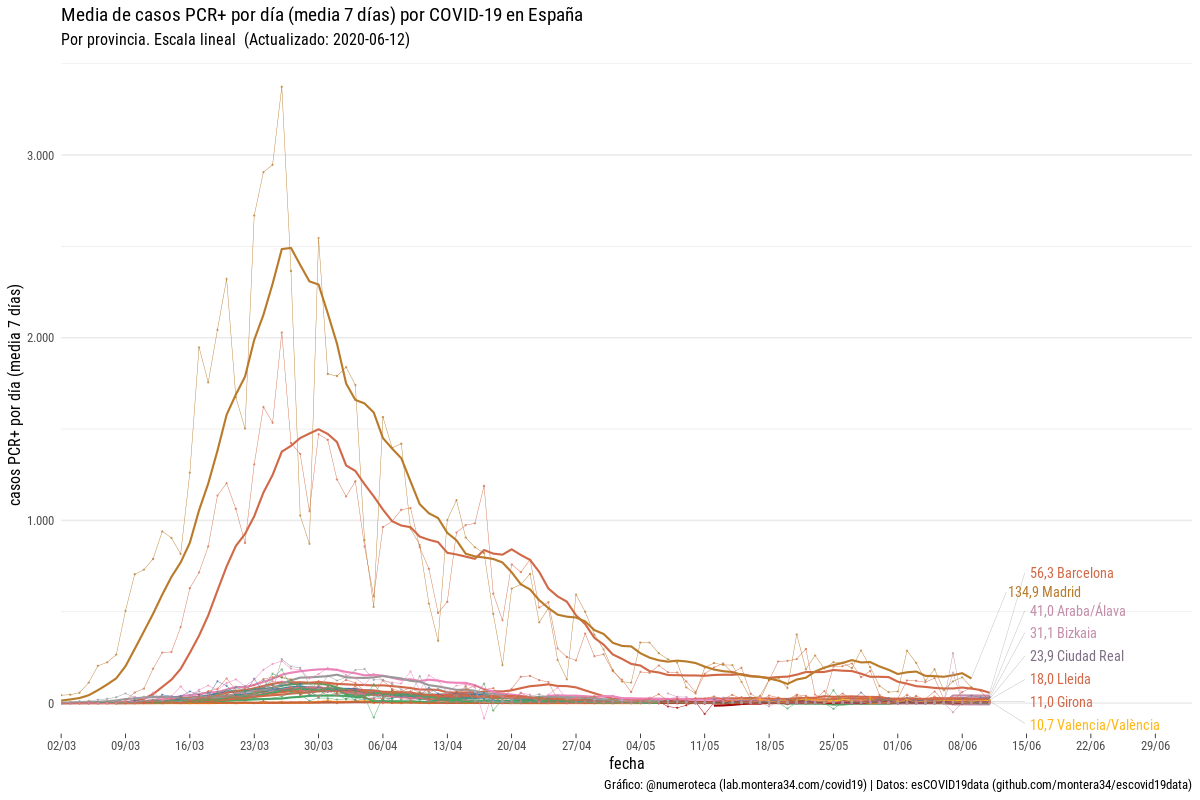 Media de casos PCR+ por día (media 7 días) por COVID-19 en España
Por provincia. Escala lineal (Actualizado: 2020-06-12)
casos PCR+ por día (media 7 días)
3.000
2.000
1.000
0
56,3 Barcelona
134,9 Madrid
41,0 Araba/Álava
31,1 Bizkaia
23,9 Ciudad Real
18,0 Lleida
11,0 Girona
10,7 Valencia/València
02/03 09/03 16/03 23/03 30/03 06/04 13/04 20/04 27/04 04/05 11/05 18/05 25/05 01/06 08/06 15/06 22/06 29/06
fecha
Gráfico: @numeroteca (lab.montera34.com/covid19) | Datos: esCOVID19data (github.com/montera34/escovid19data)